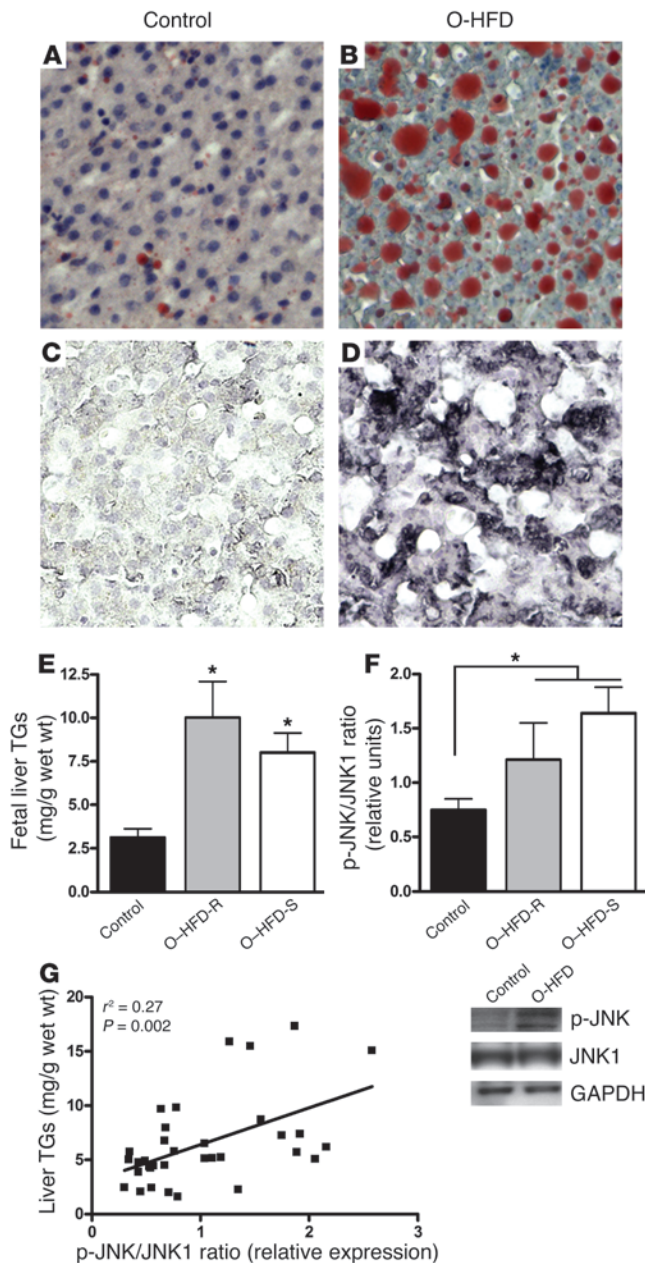 Control
O-HFD
A
B
C
D
E
Fetal liver TGs
(mg/g wet wt)
12.5
10.0
7.5
5.0
2.5
0.0
*
*
Control
O–HFD-R
O–HFD-S
F
p-JNK/JNK1 ratio
(relative units)
2.0
1.5
1.0
0.5
0.0
*
Control
O–HFD-R
O–HFD-S
G
r² = 0.27
P = 0.002
Liver TGs (mg/g wet wt)
20
15
10
5
0
0
1
2
3
p-JNK/JNK1 ratio (relative expression)
Control
O-HFD
p-JNK
JNK1
GAPDH